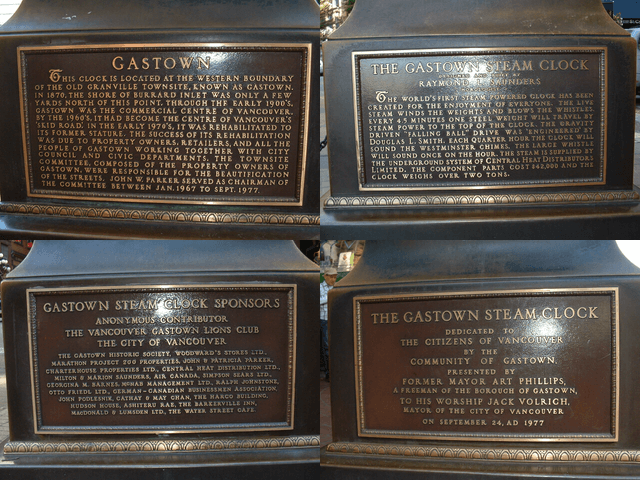 GASTOWN
THIS CLOCK IS LOCATED AT THE WESTERN BOUNDARY
OF THE OLD GRANVILLE TOWNSITE, KNOWN AS GASTOWN.
IN 1870, THE SHORE OF BURRARD INLET WAS ONLY A FEW
YARDS NORTH OF THIS POINT. THROUGH THE EARLY 1900'S,
GASTOWN WAS THE COMMERCIAL CENTRE OF VANCOUVER.
BY THE 1960'S, IT HAD BECOME THE CENTRE OF VANCOUVER'S
SKID ROAD. IN THE EARLY 1970'S, IT WAS REHABILITATED TO
ITS FORMER STATURE. THE SUCCESS OF ITS REHABILITATION
WAS DUE TO PROPERTY OWNERS, RETAILERS, AND ALL THE
PEOPLE OF GASTOWN WORKING TOGETHER WITH CITY
COUNCIL AND CIVIC DEPARTMENTS. THE TOWNSITE
COMMITTEE, COMPOSED OF THE PROPERTY OWNERS OF
GASTOWN, WERE RESPONSIBLE FOR THE BEAUTIFICATION
OF THE STREETS. JOHN W. PARKER SERVED AS CHAIRMAN OF
THE COMMITTEE BETWEEN JAN. 1967 TO SEPT. 1977.
THE GASTOWN STEAM CLOCK
AND BUILT BY
RAYMOND L. SAUNDERS
THE WORLD'S FIRST STEAM POWERED CLOCK HAS BEEN
CREATED FOR THE ENJOYMENT OF EVERYONE. THE LIVE
STEAM WINDS THE WEIGHTS AND BLOWS THE WHISTLES.
EVERY 4.5 MINUTES ONE STEEL WEIGHT WILL TRAVEL BY
STEAM POWER TO THE TOP OF THE CLOCK. THE GRAVITY
DRIVEN "FALLING BALL" DRIVE WAS ENGINEERED BY
DOUGLAS L. SMITH. EACH QUARTER HOUR THE CLOCK WILL
SOUND THE WESTMINSTER CHIMES. THE LARGE WHISTLE
WILL SOUND ONCE ON THE HOUR. THE STEAM IS SUPPLIED BY
THE UNDERGROUND SYSTEM OF CENTRAL HEAT DISTRIBUTORS
LIMITED. THE COMPONENT PARTS COST $42,000 AND THE
CLOCK WEIGHS OVER TWO TONS.
GASTOWN STEAM CLOCK SPONSORS
ANONYMOUS CONTRIBUTOR
THE VANCOUVER GASTOWN LIONS CLUB
THE CITY OF VANCOUVER
THE GASTOWN HISTORIC SOCIETY, WOODWARD'S STORES LTD.,
MARATHON PROJECT 200 PROPERTIES, JOHN & PATRICIA PARKER,
CHARTERHOUSE PROPERTIES LTD., CENTRAL HEAT DISTRIBUTION LTD.,
MILTON & MARION SAUNDERS, AIR CANADA, SIMPSON SEARS LTD.,
GEORGINA M. BARNES, MCNAB MANAGEMENT LTD., RALPH JOHNSTONE,
OTTO FRIEDL LTD., GERMAN-CANADIAN BUSINESSMEN ASSOCIATION,
JOHN PODLESNIK, CATHAY & MAY CHAN, THE HARGO BUILDING,
HUDSON HOUSE, THE BARKERVILLE INN,
MACDONALD & LUMSDEN LTD., THE WATER STREET CAFE.
THE GASTOWN STEAM CLOCK
DEDICATED TO
THE CITIZENS OF VANCOUVER
BY THE
COMMUNITY OF GASTOWN,
PRESENTED BY
FORMER MAYOR ART PHILLIPS,
A FREEMAN OF THE BOROUGH OF GASTOWN,
TO HIS WORSHIP JACK VOLRICH,
MAYOR OF THE CITY OF VANCOUVER
ON SEPTEMBER 24, AD 1977